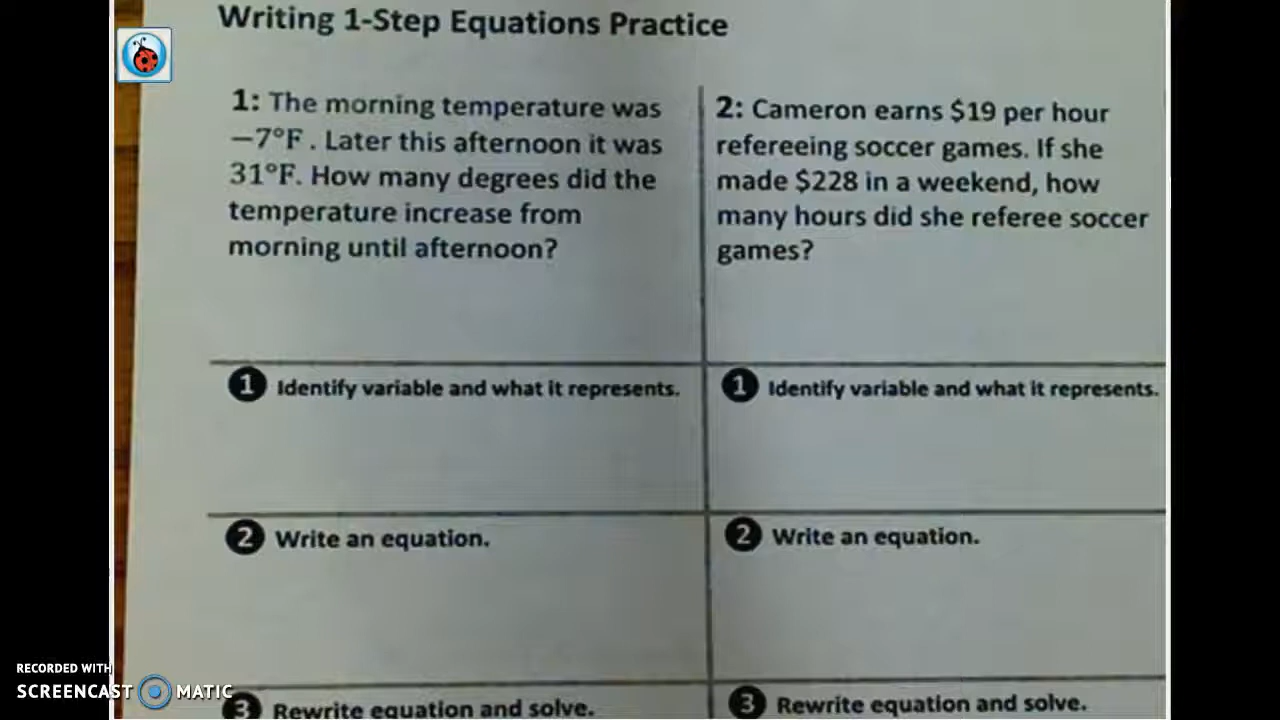 Writing 1-Step Equations Practice
1: The morning temperature was
−7°F . Later this afternoon it was
31°F. How many degrees did the
temperature increase from
morning until afternoon?
2: Cameron earns $19 per hour
refereeing soccer games. If she
made $228 in a weekend, how
many hours did she referee soccer
games?
1 Identify variable and what it represents.
1 Identify variable and what it represents.
2 Write an equation.
2 Write an equation.
3 Rewrite equation and solve.
3 Rewrite equation and solve.
RECORDED WITH
SCREENCAST MATIC